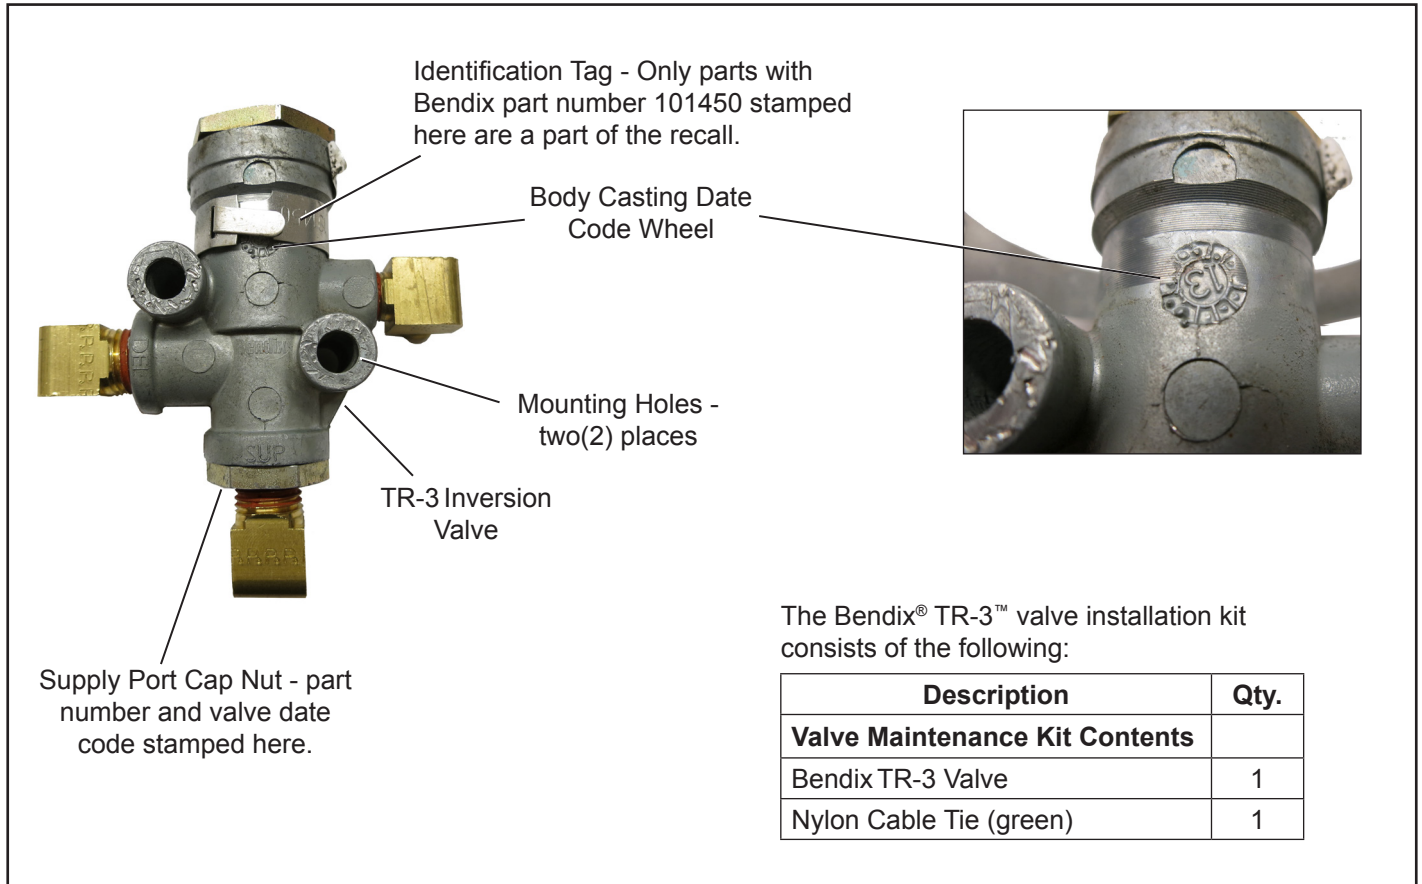 Identification Tag - Only parts with
Bendix part number 101450 stamped
here are a part of the recall.
Body Casting Date
Code Wheel
13
DEL
SUP
Mounting Holes -
two(2) places
TR-3 Inversion
Valve
Supply Port Cap Nut - part
number and valve date
code stamped here.
The Bendix® TR-3™ valve installation kit
consists of the following:
Description Qty.
Valve Maintenance Kit Contents
Bendix TR-3 Valve 1
Nylon Cable Tie (green) 1